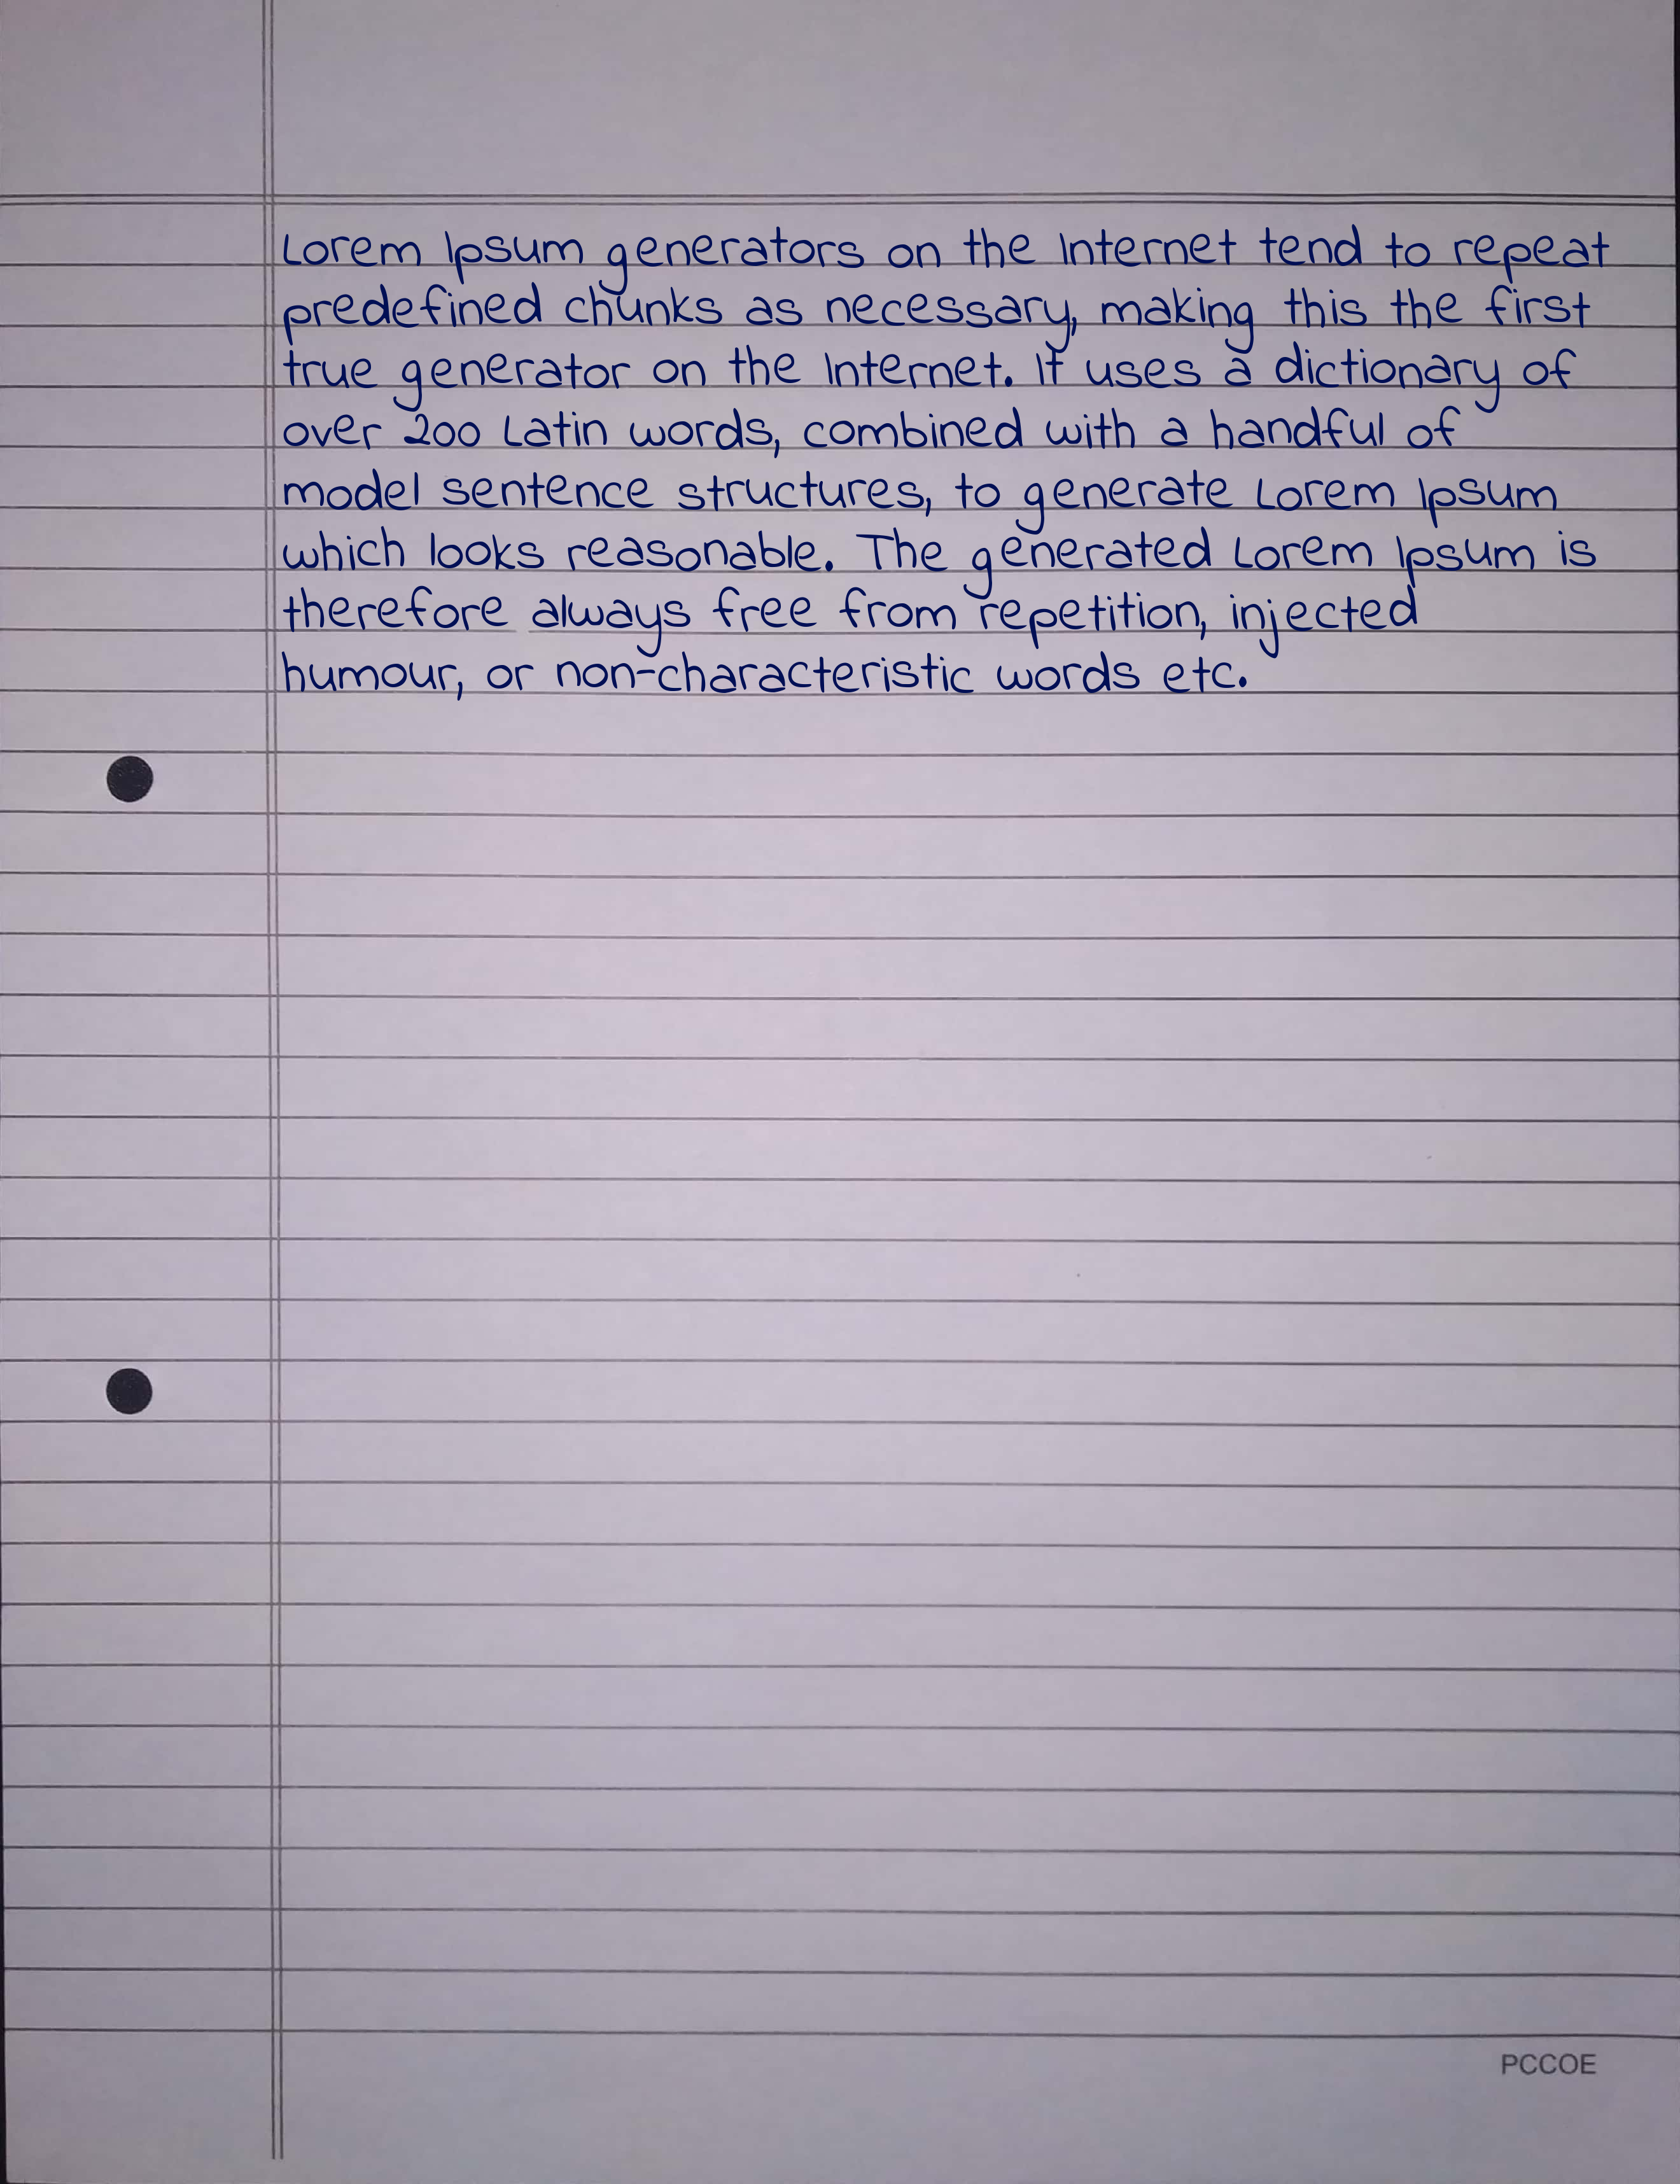 Lorem Ipsum generators on the Internet tend to repeat
predefined chunks as necessary, making this the first
true generator on the Internet. It uses a dictionary of
over 200 Latin words, combined with a handful of
model sentence structures, to generate Lorem Ipsum
which looks reasonable. The generated Lorem Ipsum is
therefore always free from repetition, injected
humour, or non-characteristic words etc.
PCCOE